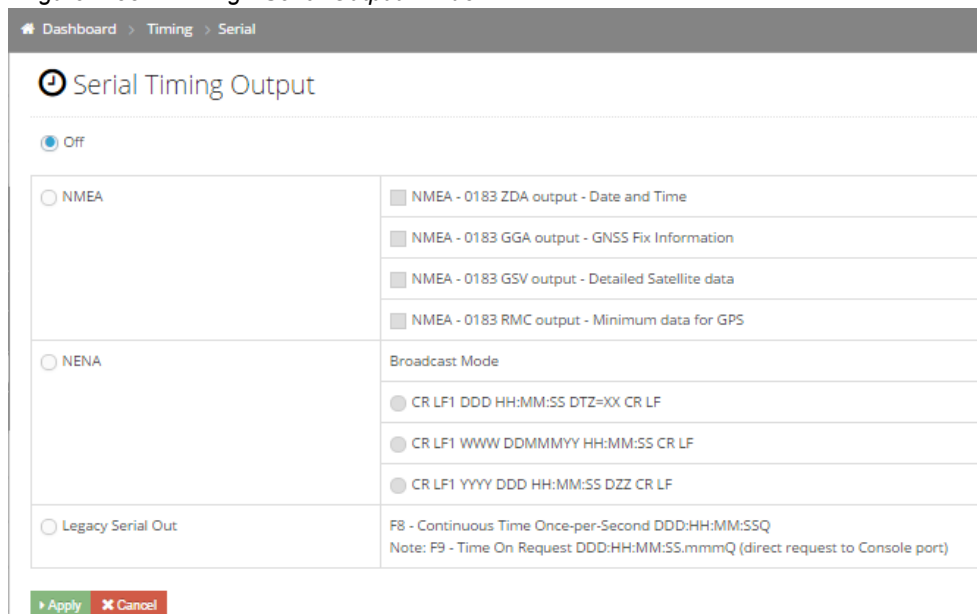 Dashboard > Timing > Serial
Serial Timing Output
Off
NMEA
NMEA - 0183 ZDA output - Date and Time
NMEA - 0183 GGA output - GNSS Fix Information
NMEA - 0183 GSV output - Detailed Satellite data
NMEA - 0183 RMC output - Minimum data for GPS
NENA
Broadcast Mode
CR LF1 DDD HH:MM:SS DTZ=XX CR LF
CR LF1 WWW DDMMMYY HH:MM:SS CR LF
CR LF1 YYYY DDD HH:MM:SS DZZ CR LF
Legacy Serial Out
F8 - Continuous Time Once-per-Second DDD:HH:MM:SSQ
Note: F9 - Time On Request DDD:HH:MM:SS.mmmQ (direct request to Console port)
Apply
Cancel